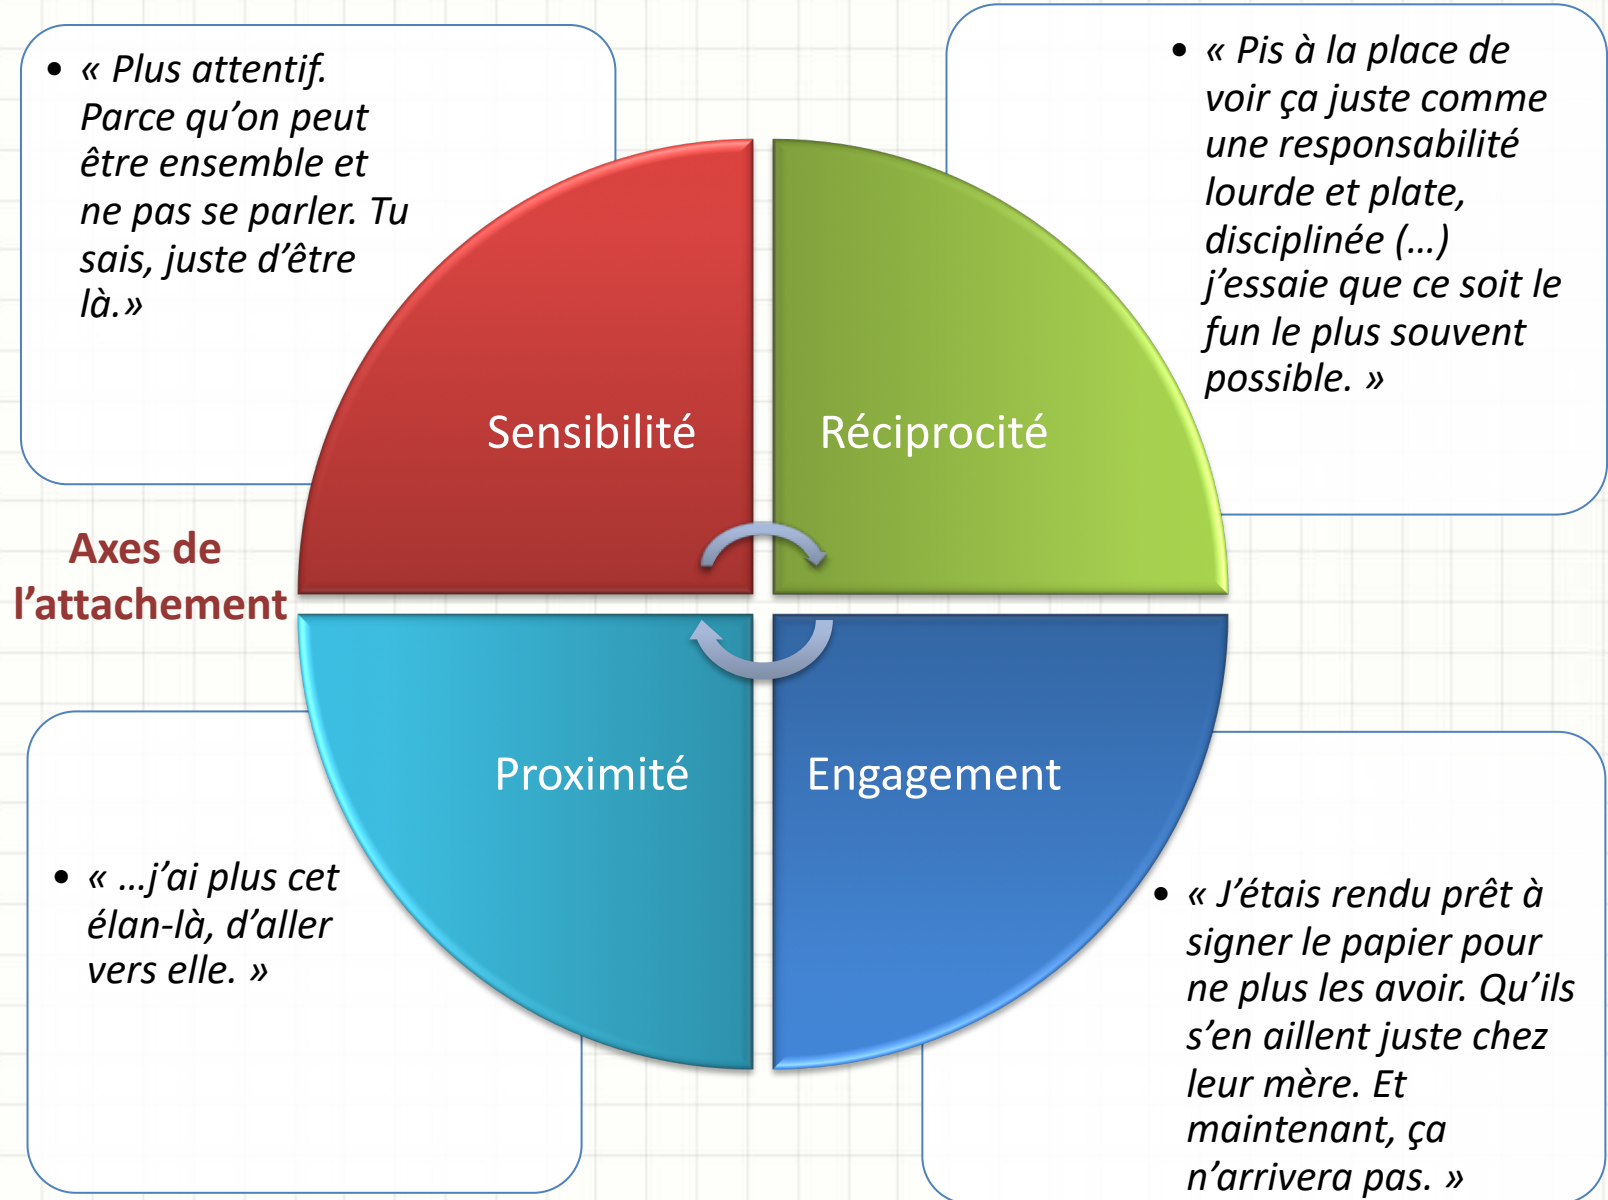 • « Plus attentif.
Parce qu’on peut
être ensemble et
ne pas se parler. Tu
sais, juste d’être
là.»
• « Pis à la place de
voir ça juste comme
une responsabilité
lourde et plate,
disciplinée (…)
j’essaie que ce soit le
fun le plus souvent
possible. »
Sensibilité
Réciprocité
Axes de
l’attachement
Proximité
Engagement
• « …j’ai plus cet
élan-là, d’aller
vers elle. »
• « J’étais rendu prêt à
signer le papier pour
ne plus les avoir. Qu’ils
s’en aillent juste chez
leur mère. Et
maintenant, ça
n’arrivera pas. »